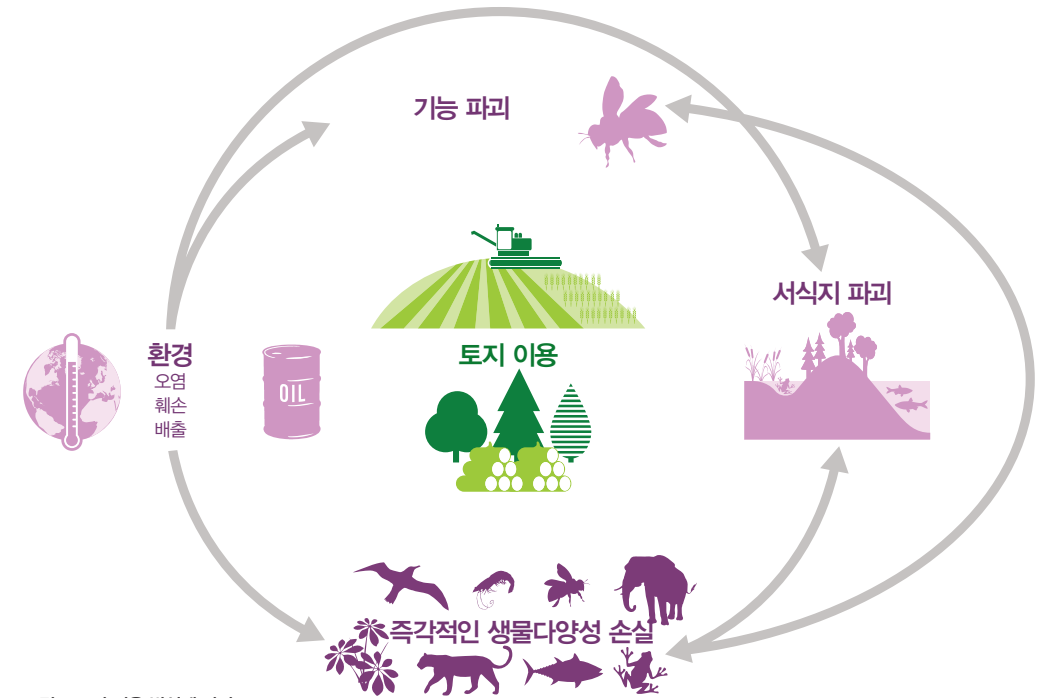 기능 파괴
서식지 파괴
환경
오염
훼손
배출
OIL
토지 이용
즉각적인 생물다양성 손실